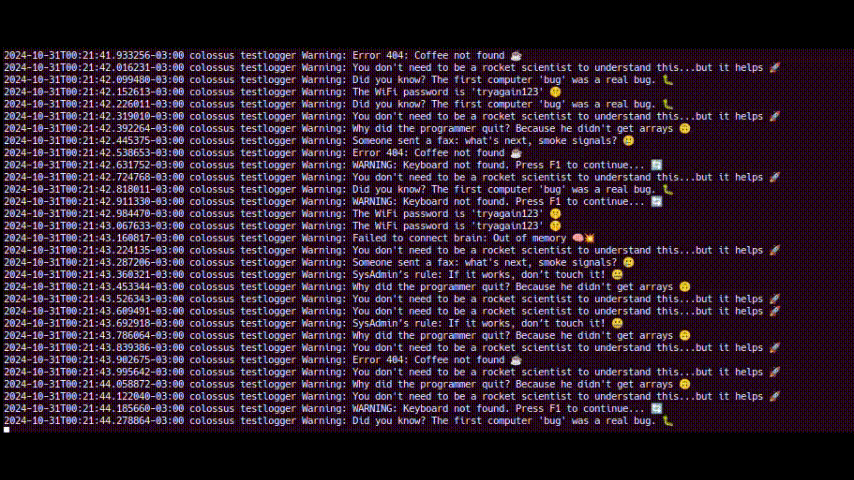 2024-10-31T00:21:41.933256-03:00 colossus testlogger Warning: Error 404: Coffee not found ☕
2024-10-31T00:21:42.016231-03:00 colossus testlogger Warning: You don't need to be a rocket scientist to understand this...but it helps 🚀
2024-10-31T00:21:42.099480-03:00 colossus testlogger Warning: Did you know? The first computer 'bug' was a real bug. 🐛
2024-10-31T00:21:42.152613-03:00 colossus testlogger Warning: The WiFi password is 'tryagain123' 🤫
2024-10-31T00:21:42.226011-03:00 colossus testlogger Warning: Did you know? The first computer 'bug' was a real bug. 🐛
2024-10-31T00:21:42.319010-03:00 colossus testlogger Warning: You don't need to be a rocket scientist to understand this...but it helps 🚀
2024-10-31T00:21:42.392264-03:00 colossus testlogger Warning: Why did the programmer quit? Because he didn't get arrays 🙃
2024-10-31T00:21:42.445375-03:00 colossus testlogger Warning: Someone sent a fax: what's next, smoke signals? 😆
2024-10-31T00:21:42.538653-03:00 colossus testlogger Warning: Error 404: Coffee not found ☕
2024-10-31T00:21:42.631752-03:00 colossus testlogger Warning: WARNING: Keyboard not found. Press F1 to continue... 🔄
2024-10-31T00:21:42.724768-03:00 colossus testlogger Warning: You don't need to be a rocket scientist to understand this...but it helps 🚀
2024-10-31T00:21:42.818011-03:00 colossus testlogger Warning: Did you know? The first computer 'bug' was a real bug. 🐛
2024-10-31T00:21:42.911330-03:00 colossus testlogger Warning: WARNING: Keyboard not found. Press F1 to continue... 🔄
2024-10-31T00:21:42.984470-03:00 colossus testlogger Warning: The WiFi password is 'tryagain123' 🤫
2024-10-31T00:21:43.067633-03:00 colossus testlogger Warning: The WiFi password is 'tryagain123' 🤫
2024-10-31T00:21:43.160817-03:00 colossus testlogger Warning: Failed to connect brain: Out of memory 🧠💥
2024-10-31T00:21:43.224135-03:00 colossus testlogger Warning: You don't need to be a rocket scientist to understand this...but it helps 🚀
2024-10-31T00:21:43.287206-03:00 colossus testlogger Warning: Someone sent a fax: what's next, smoke signals? 😆
2024-10-31T00:21:43.360321-03:00 colossus testlogger Warning: SysAdmin's rule: If it works, don't touch it! 😬
2024-10-31T00:21:43.453344-03:00 colossus testlogger Warning: Why did the programmer quit? Because he didn't get arrays 🙃
2024-10-31T00:21:43.526343-03:00 colossus testlogger Warning: You don't need to be a rocket scientist to understand this...but it helps 🚀
2024-10-31T00:21:43.609491-03:00 colossus testlogger Warning: You don't need to be a rocket scientist to understand this...but it helps 🚀
2024-10-31T00:21:43.692918-03:00 colossus testlogger Warning: SysAdmin's rule: If it works, don't touch it! 😬
2024-10-31T00:21:43.786064-03:00 colossus testlogger Warning: Why did the programmer quit? Because he didn't get arrays 🙃
2024-10-31T00:21:43.839386-03:00 colossus testlogger Warning: You don't need to be a rocket scientist to understand this...but it helps 🚀
2024-10-31T00:21:43.902675-03:00 colossus testlogger Warning: Error 404: Coffee not found ☕
2024-10-31T00:21:43.995642-03:00 colossus testlogger Warning: You don't need to be a rocket scientist to understand this...but it helps 🚀
2024-10-31T00:21:44.058872-03:00 colossus testlogger Warning: Why did the programmer quit? Because he didn't get arrays 🙃
2024-10-31T00:21:44.122040-03:00 colossus testlogger Warning: You don't need to be a rocket scientist to understand this...but it helps 🚀
2024-10-31T00:21:44.185660-03:00 colossus testlogger Warning: WARNING: Keyboard not found. Press F1 to continue... 🔄
2024-10-31T00:21:44.278864-03:00 colossus testlogger Warning: Did you know? The first computer 'bug' was a real bug. 🐛